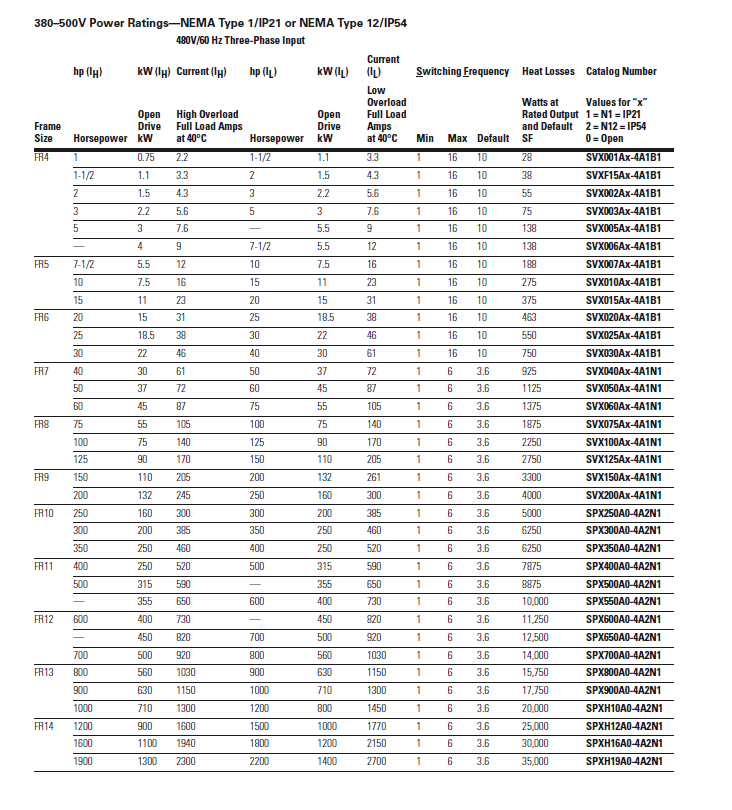 380–500V Power Ratings—NEMA Type 1/IP21 or NEMA Type 12/IP54
480V/60 Hz Three-Phase Input
hp (IH) kW (IH) Current (IH) hp (IL) kW (IL) Current (IL) Switching Frequency Heat Losses Catalog Number
Frame Size Horsepower Open Drive kW High Overload Full Load Amps at 40°C Horsepower Open Drive kW Low Overload Full Load Amps at 40°C Min Max Default Watts at Rated Output and Default SF Values for "x" 1 = N1 = IP21 2 = N12 = IP54 0 = Open
FR4 1 0.75 2.2 1-1/2 1.1 3.3 1 16 10 28 SVX001Ax-4A1B1
1-1/2 1.1 3.3 2 1.5 4.3 1 16 10 38 SVXF15Ax-4A1B1
2 1.5 4.3 3 2.2 5.6 1 16 10 55 SVX002Ax-4A1B1
3 2.2 5.6 5 3 7.6 1 16 10 75 SVX003Ax-4A1B1
5 3 7.6 — 5.5 9 1 16 10 138 SVX005Ax-4A1B1
— 4 9 7-1/2 5.5 12 1 16 10 138 SVX006Ax-4A1B1
FR5 7-1/2 5.5 12 10 7.5 16 1 16 10 188 SVX007Ax-4A1B1
10 7.5 16 15 11 23 1 16 10 275 SVX010Ax-4A1B1
15 11 23 20 15 31 1 16 10 375 SVX015Ax-4A1B1
FR6 20 15 31 25 18.5 38 1 16 10 463 SVX020Ax-4A1B1
25 18.5 38 30 22 46 1 16 10 550 SVX025Ax-4A1B1
30 22 46 40 30 61 1 16 10 750 SVX030Ax-4A1B1
FR7 40 30 61 50 37 72 1 6 3.6 925 SVX040Ax-4A1N1
50 37 72 60 45 87 1 6 3.6 1125 SVX050Ax-4A1N1
60 45 87 75 55 105 1 6 3.6 1375 SVX060Ax-4A1N1
FR8 75 55 105 100 75 140 1 6 3.6 1875 SVX075Ax-4A1N1
100 75 140 125 90 170 1 6 3.6 2250 SVX100Ax-4A1N1
125 90 170 150 110 205 1 6 3.6 2750 SVX125Ax-4A1N1
FR9 150 110 205 200 132 261 1 6 3.6 3300 SVX150Ax-4A1N1
200 132 245 250 160 300 1 6 3.6 4000 SVX200Ax-4A1N1
FR10 250 160 300 300 200 385 1 6 3.6 5000 SPX250A0-4A2N1
300 200 385 350 250 460 1 6 3.6 6250 SPX300A0-4A2N1
350 250 460 400 250 520 1 6 3.6 6250 SPX350A0-4A2N1
FR11 400 250 520 500 315 590 1 6 3.6 7875 SPX400A0-4A2N1
500 315 590 — 355 650 1 6 3.6 8875 SPX500A0-4A2N1
— 355 650 600 400 730 1 6 3.6 10,000 SPX550A0-4A2N1
FR12 600 400 730 — 450 820 1 6 3.6 11,250 SPX600A0-4A2N1
— 450 820 700 500 920 1 6 3.6 12,500 SPX650A0-4A2N1
700 500 920 800 560 1030 1 6 3.6 14,000 SPX700A0-4A2N1
FR13 800 560 1030 900 630 1150 1 6 3.6 15,750 SPX800A0-4A2N1
900 630 1150 1000 710 1300 1 6 3.6 17,750 SPX900A0-4A2N1
1000 710 1300 1200 800 1450 1 6 3.6 20,000 SPXH10A0-4A2N1
FR14 1200 900 1600 1500 1000 1770 1 6 3.6 25,000 SPXH12A0-4A2N1
1600 1100 1940 1800 1200 2150 1 6 3.6 30,000 SPXH16A0-4A2N1
1900 1300 2300 2200 1400 2700 1 6 3.6 35,000 SPXH19A0-4A2N1